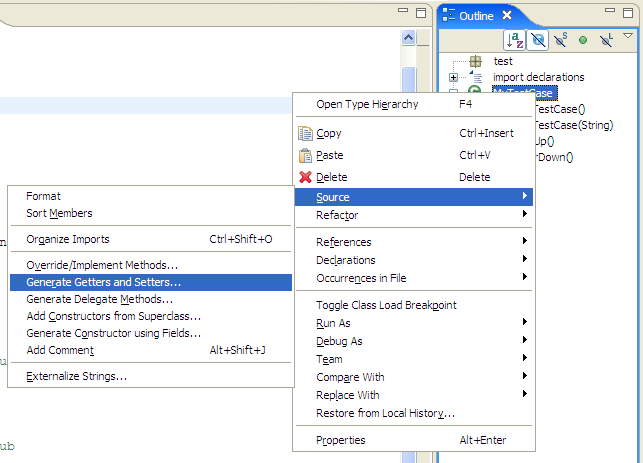 Outline
test
import declarations
MyTestCase
TestCase()
TestCase(String)
Up()
rDown()
Open Type Hierarchy F4
Copy Ctrl+Insert
Paste Ctrl+V
Delete Delete
Source
Refactor
References
Declarations
Occurrences in File
Toggle Class Load Breakpoint
Run As
Debug As
Team
Compare With
Replace With
Restore from Local History...
Properties Alt+Enter
Format
Sort Members
Organize Imports Ctrl+Shift+O
Override/Implement Methods...
Generate Getters and Setters...
Generate Delegate Methods...
Add Constructors from Superclass...
Generate Constructor using Fields...
Add Comment Alt+Shift+J
Externalize Strings...
ub